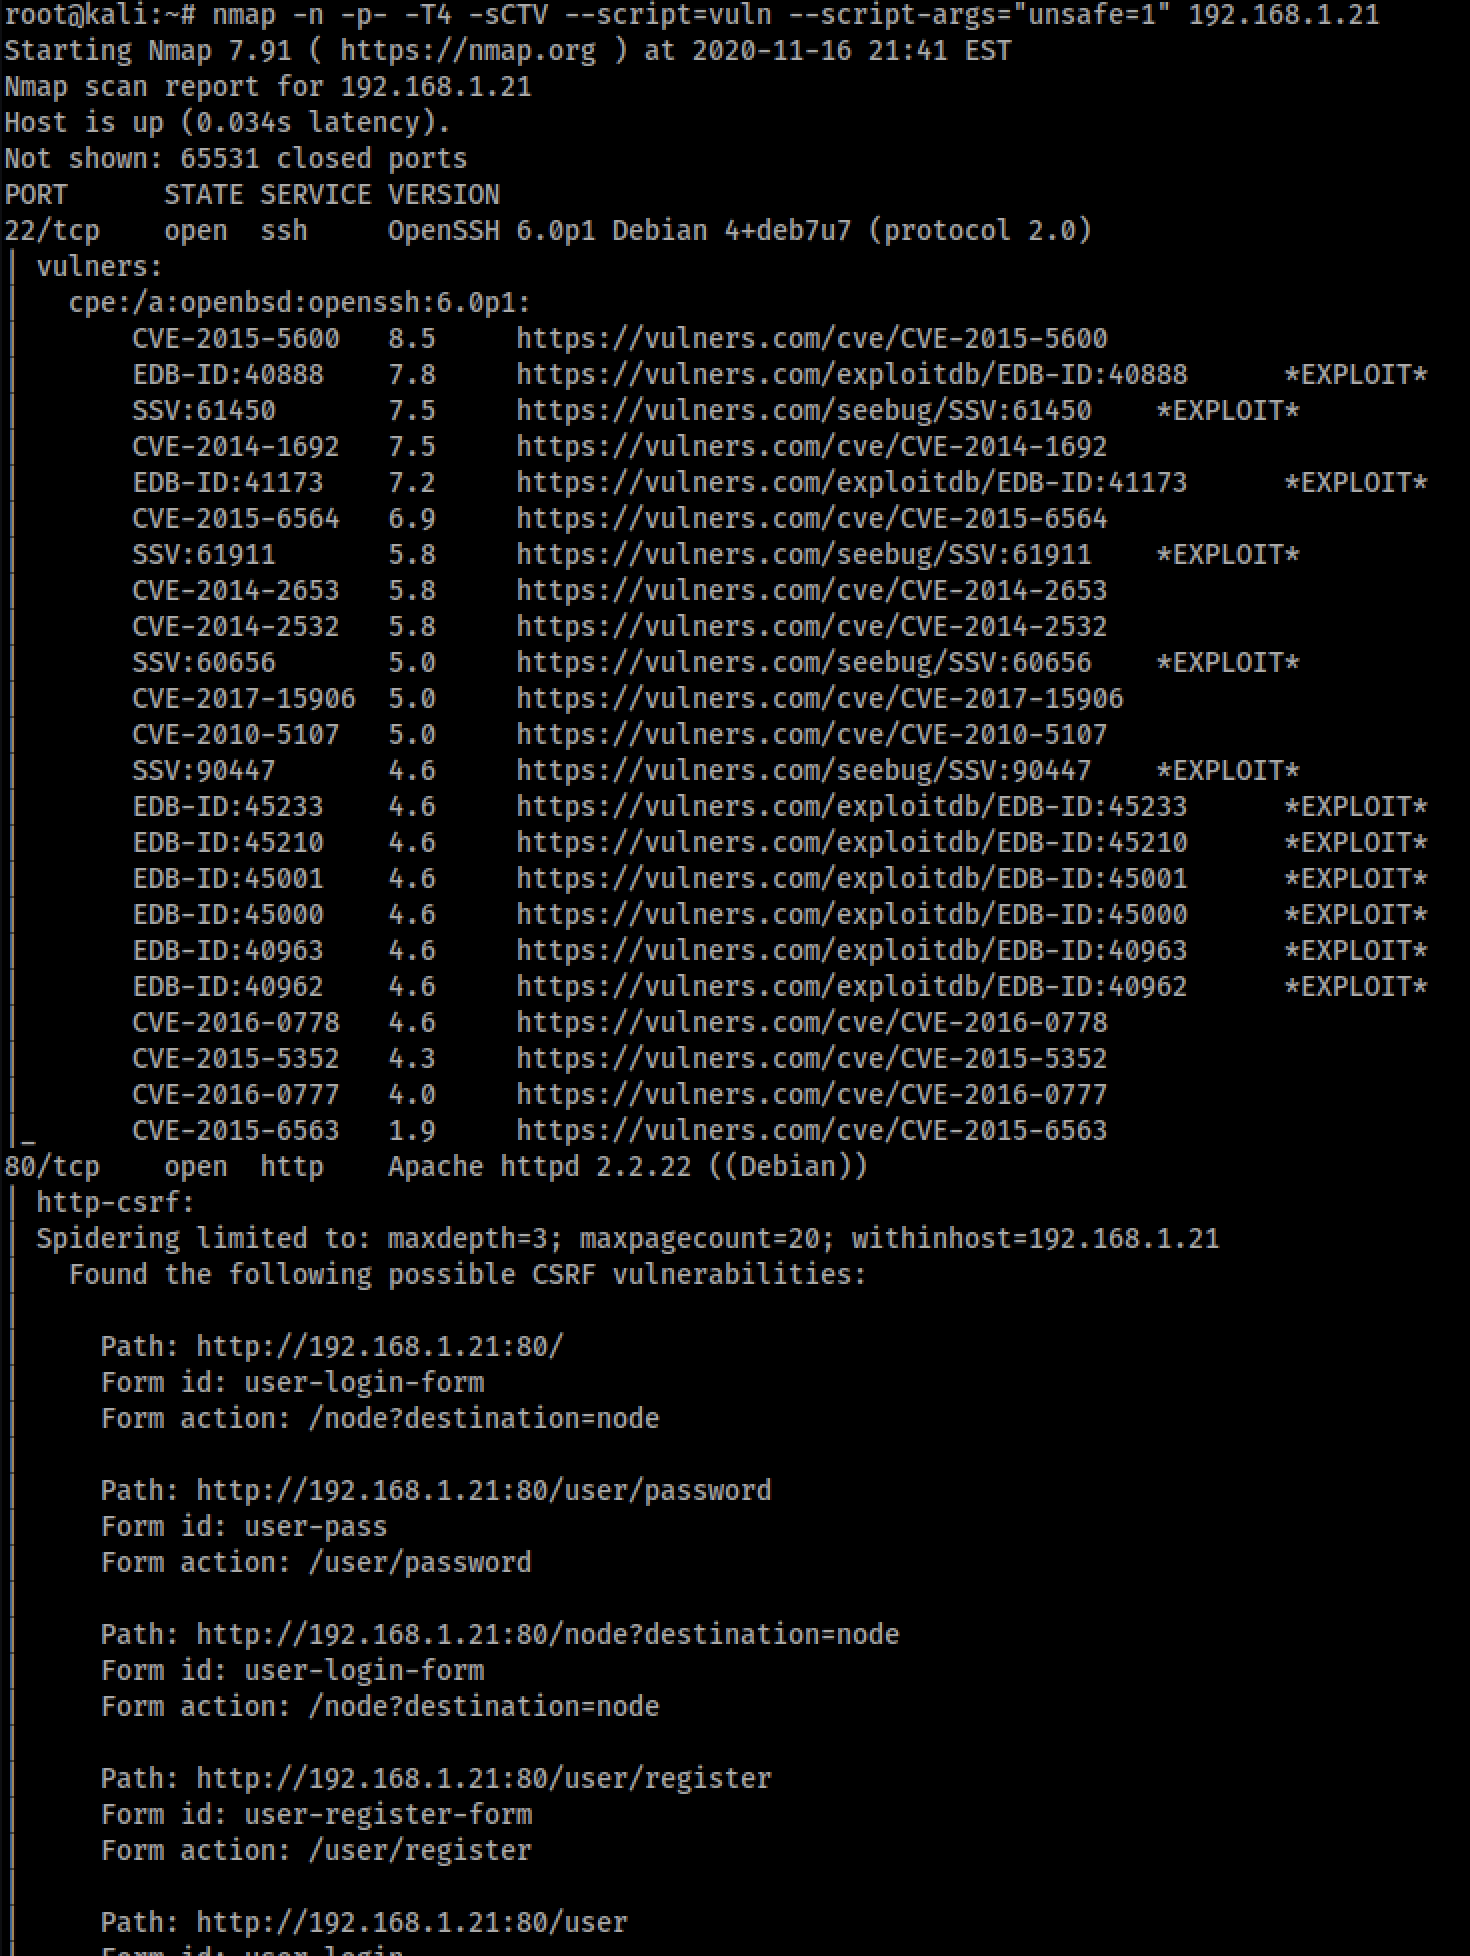 root@kali:~# nmap -n -p- -T4 -sCTV --script=vuln --script-args="unsafe=1" 192.168.1.21
Starting Nmap 7.91 ( https://nmap.org ) at 2020-11-16 21:41 EST
Nmap scan report for 192.168.1.21
Host is up (0.034s latency).
Not shown: 65531 closed ports
PORT      STATE SERVICE VERSION
22/tcp    open  ssh     OpenSSH 6.0p1 Debian 4+deb7u7 (protocol 2.0)
| vulners:
|   cpe:/a:openbsd:openssh:6.0p1:
|       CVE-2015-5600   8.5     https://vulners.com/cve/CVE-2015-5600
|       EDB-ID:40888    7.8     https://vulners.com/exploitdb/EDB-ID:40888      *EXPLOIT*
|       SSV:61450       7.5     https://vulners.com/seebug/SSV:61450    *EXPLOIT*
|       CVE-2014-1692   7.5     https://vulners.com/cve/CVE-2014-1692
|       EDB-ID:41173    7.2     https://vulners.com/exploitdb/EDB-ID:41173      *EXPLOIT*
|       CVE-2015-6564   6.9     https://vulners.com/cve/CVE-2015-6564
|       SSV:61911       5.8     https://vulners.com/seebug/SSV:61911    *EXPLOIT*
|       CVE-2014-2653   5.8     https://vulners.com/cve/CVE-2014-2653
|       CVE-2014-2532   5.8     https://vulners.com/cve/CVE-2014-2532
|       SSV:60656       5.0     https://vulners.com/seebug/SSV:60656    *EXPLOIT*
|       CVE-2017-15906  5.0     https://vulners.com/cve/CVE-2017-15906
|       CVE-2010-5107   5.0     https://vulners.com/cve/CVE-2010-5107
|       SSV:90447       4.6     https://vulners.com/seebug/SSV:90447    *EXPLOIT*
|       EDB-ID:45233    4.6     https://vulners.com/exploitdb/EDB-ID:45233      *EXPLOIT*
|       EDB-ID:45210    4.6     https://vulners.com/exploitdb/EDB-ID:45210      *EXPLOIT*
|       EDB-ID:45001    4.6     https://vulners.com/exploitdb/EDB-ID:45001      *EXPLOIT*
|       EDB-ID:45000    4.6     https://vulners.com/exploitdb/EDB-ID:45000      *EXPLOIT*
|       EDB-ID:40963    4.6     https://vulners.com/exploitdb/EDB-ID:40963      *EXPLOIT*
|       EDB-ID:40962    4.6     https://vulners.com/exploitdb/EDB-ID:40962      *EXPLOIT*
|       CVE-2016-0778   4.6     https://vulners.com/cve/CVE-2016-0778
|       CVE-2015-5352   4.3     https://vulners.com/cve/CVE-2015-5352
|       CVE-2016-0777   4.0     https://vulners.com/cve/CVE-2016-0777
|_      CVE-2015-6563   1.9     https://vulners.com/cve/CVE-2015-6563
80/tcp    open  http    Apache httpd 2.2.22 ((Debian))
| http-csrf:
| Spidering limited to: maxdepth=3; maxpagecount=20; withinhost=192.168.1.21
|   Found the following possible CSRF vulnerabilities:
|
|     Path: http://192.168.1.21:80/
|     Form id: user-login-form
|     Form action: /node?destination=node
|
|     Path: http://192.168.1.21:80/user/password
|     Form id: user-pass
|     Form action: /user/password
|
|     Path: http://192.168.1.21:80/node?destination=node
|     Form id: user-login-form
|     Form action: /node?destination=node
|
|     Path: http://192.168.1.21:80/user/register
|     Form id: user-register-form
|     Form action: /user/register
|
|     Path: http://192.168.1.21:80/user
|     Form id: user-login